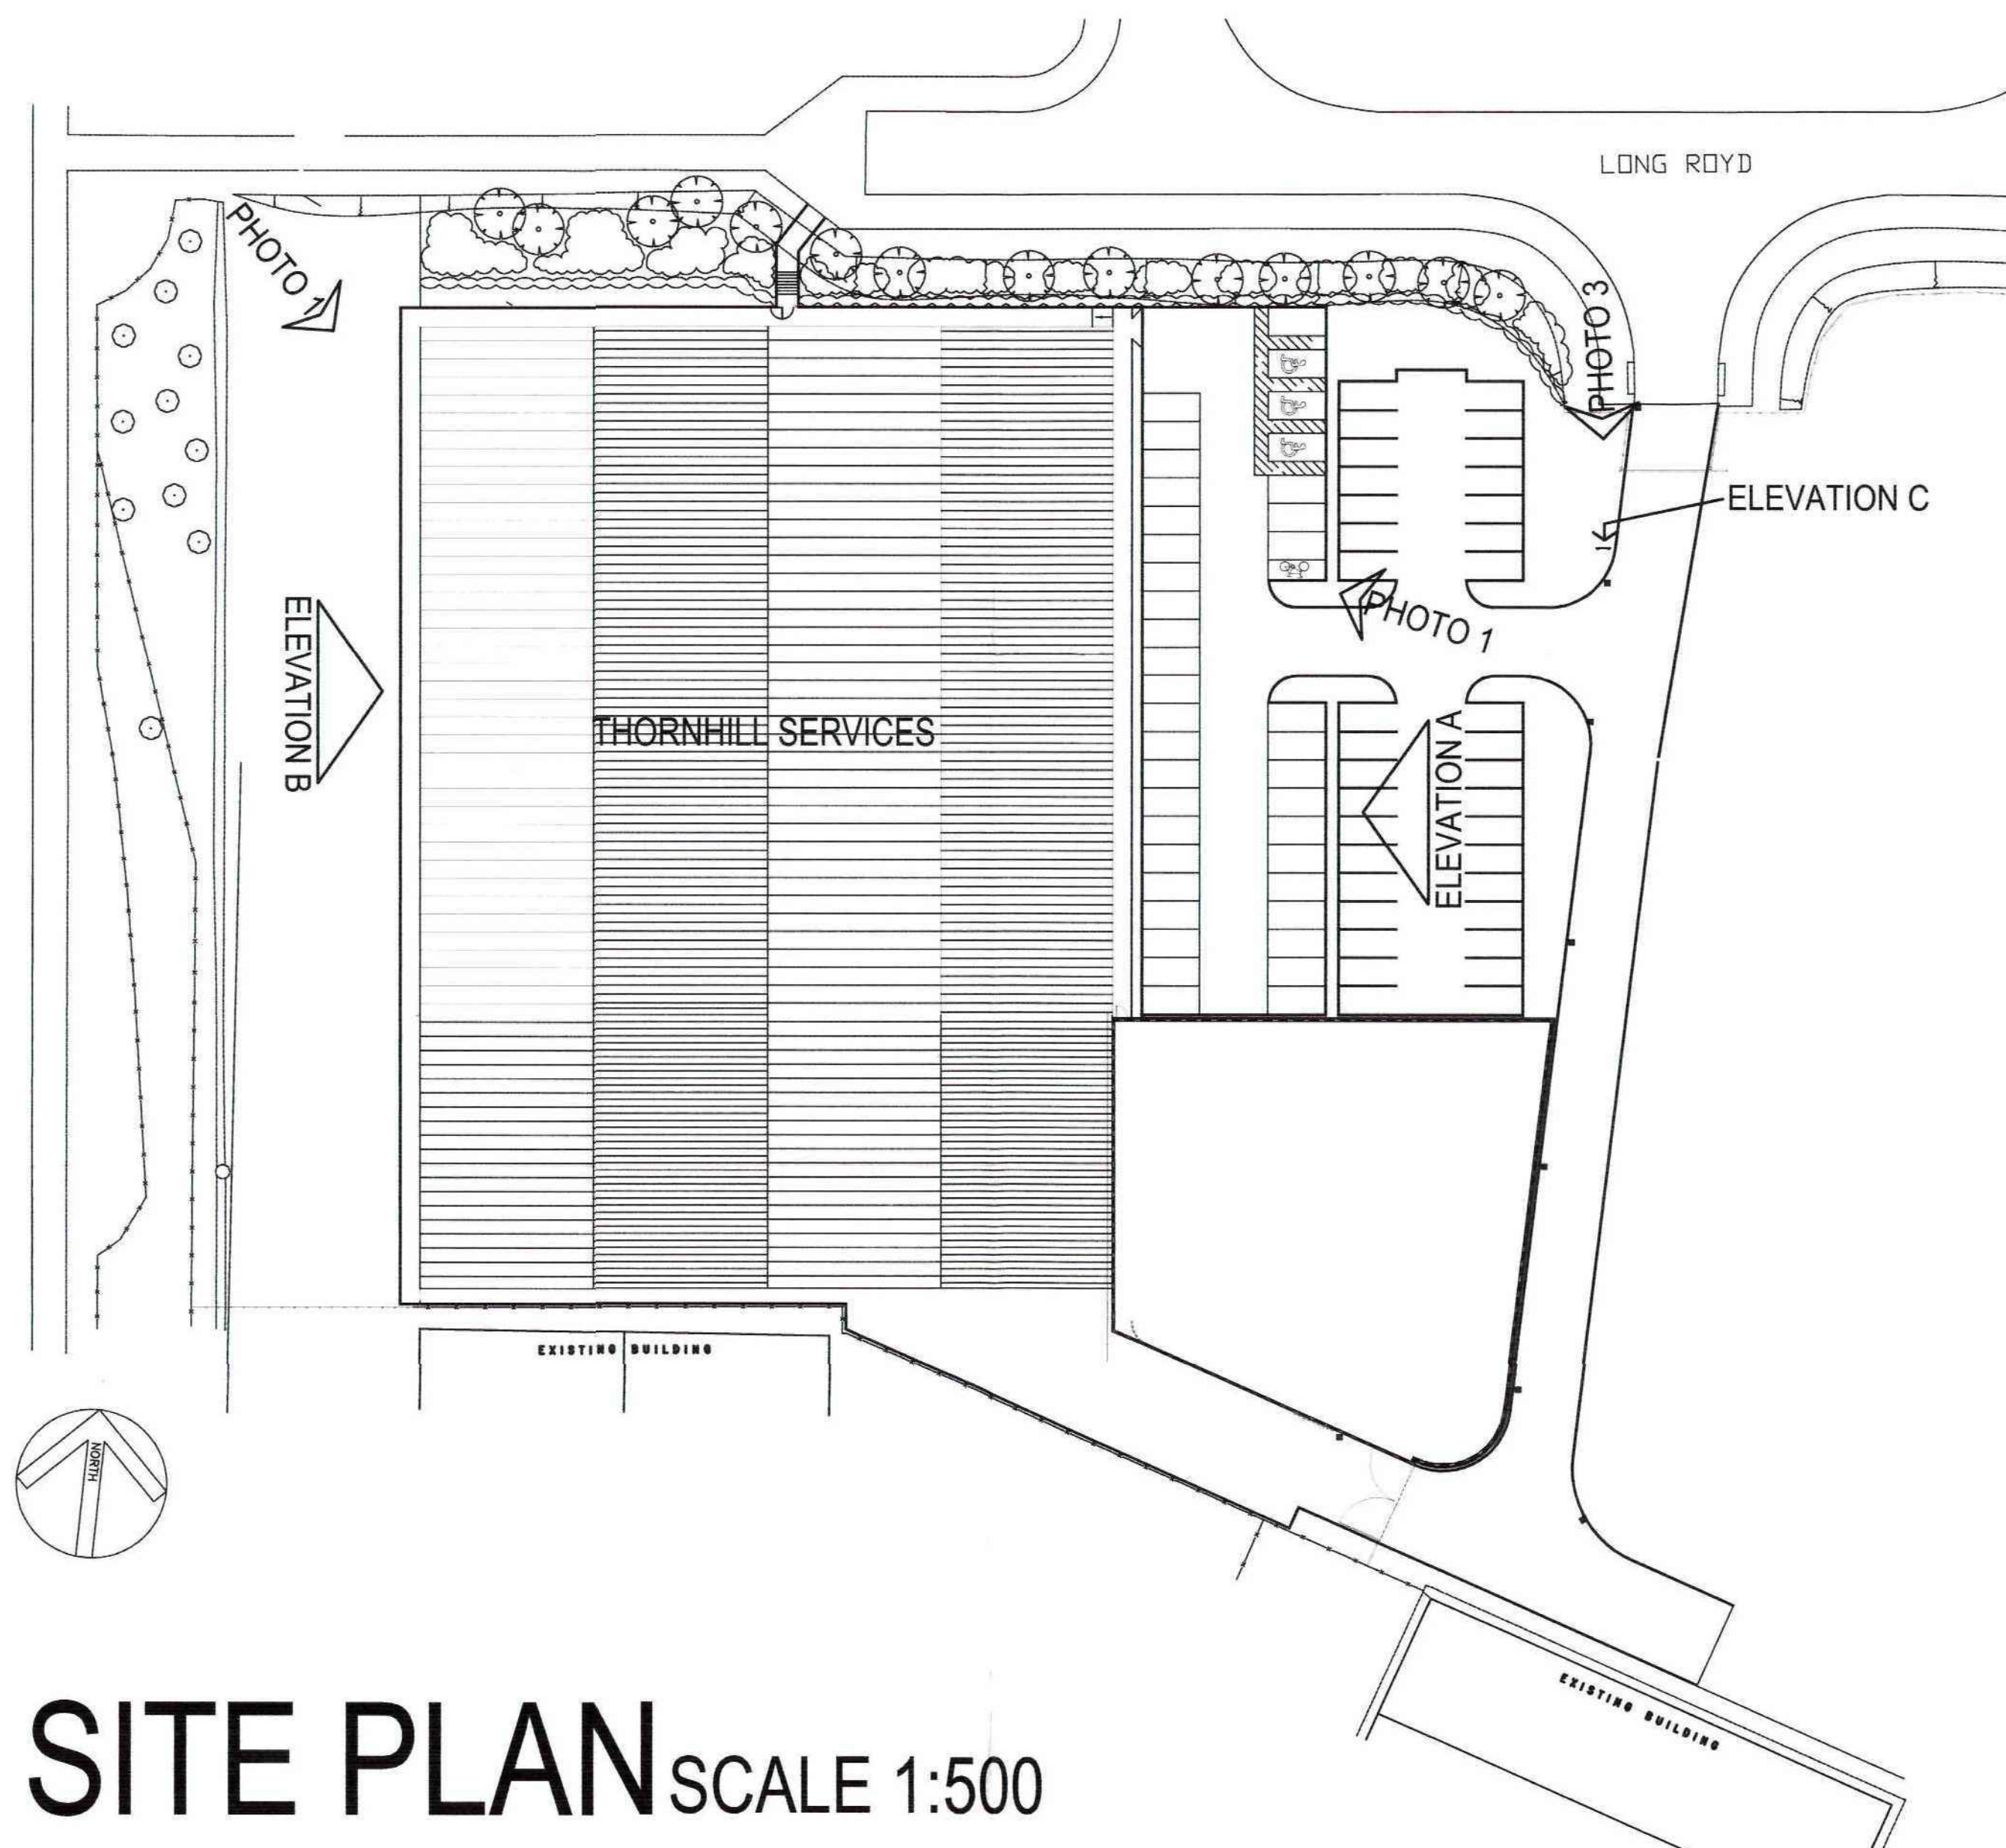 LONG ROYD
PHOTO 1
PHOTO 3
ELEVATION C
PHOTO 1
ELEVATION B
THORNHILL SERVICES
ELEVATION A
EXISTING BUILDING
NORTH
EXISTING BUILDING
SITE PLAN SCALE 1:500